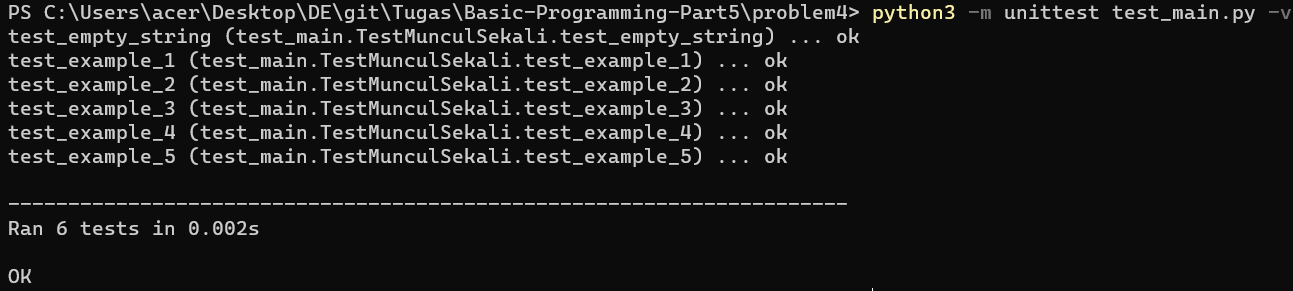 PS C:\Users\acer\Desktop\DE\git\Tugas\Basic-Programming-Part5\problem4> python3 -m unittest test_main.py -v
test_empty_string (test_main.TestMunculSekali.test_empty_string) ... ok
test_example_1 (test_main.TestMunculSekali.test_example_1) ... ok
test_example_2 (test_main.TestMunculSekali.test_example_2) ... ok
test_example_3 (test_main.TestMunculSekali.test_example_3) ... ok
test_example_4 (test_main.TestMunculSekali.test_example_4) ... ok
test_example_5 (test_main.TestMunculSekali.test_example_5) ... ok
----------------------------------------------------------------------
Ran 6 tests in 0.002s
OK